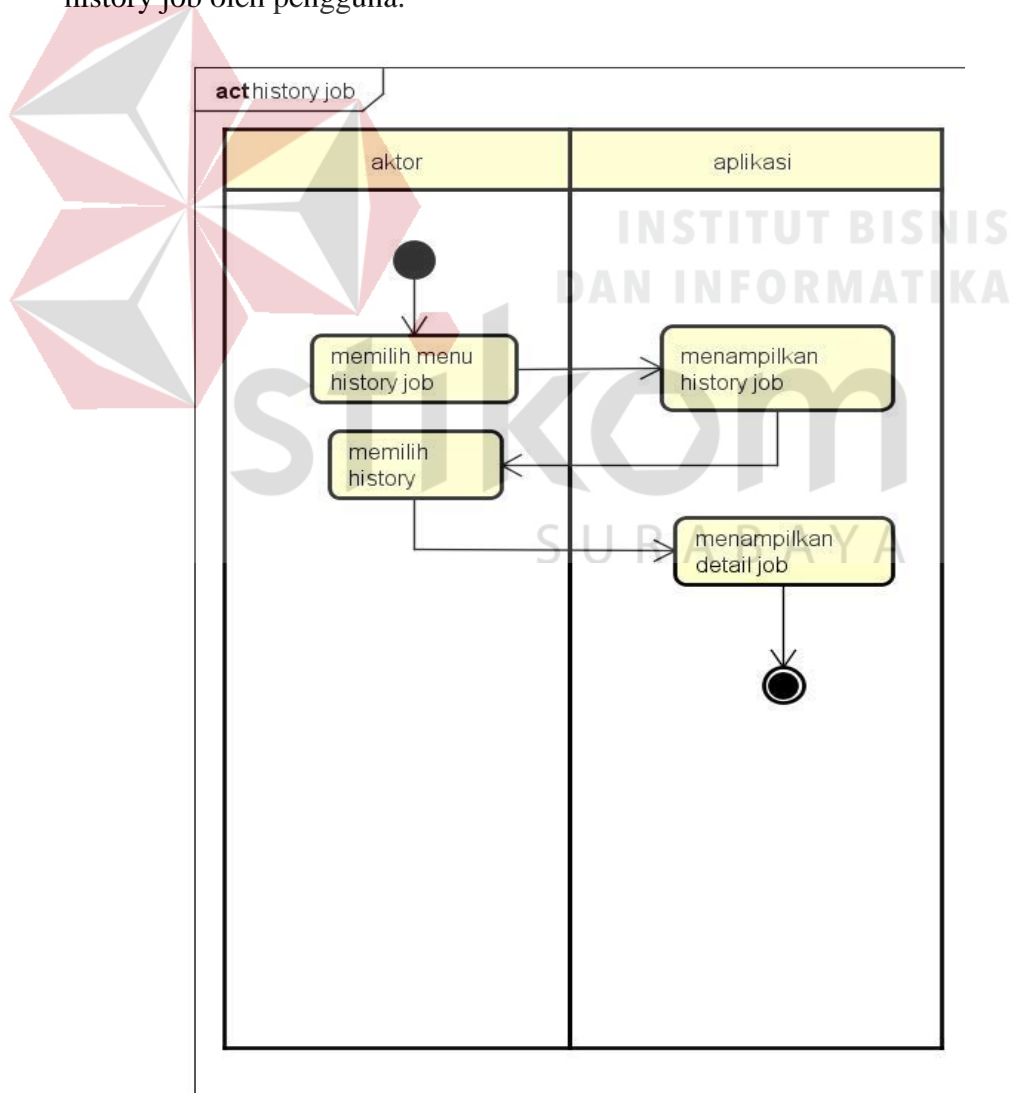 history job oleh pengguna.
act history job
aktor
aplikasi
INSTITUT BISNIS
DAN INFORMATIKA
memilih menu
history job
menampilkan
history job
stikom
memilih
history
SURABAYA
menampilkan
detail job